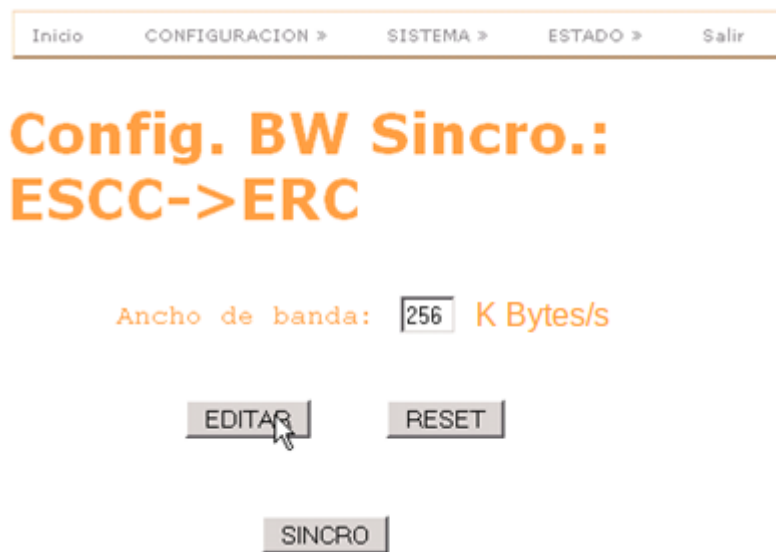 Inicio CONFIGURACION » SISTEMA » ESTADO » Salir
Config. BW Sincro.:
ESCC->ERC
Ancho de banda: 256 K Bytes/s
EDITAR RESET
SINCRO